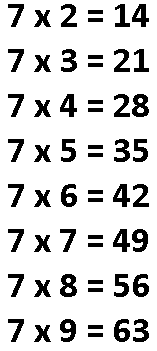 7 x 2 = 14
7 x 3 = 21
7 x 4 = 28
7 x 5 = 35
7 x 6 = 42
7 x 7 = 49
7 x 8 = 56
7 x 9 = 63